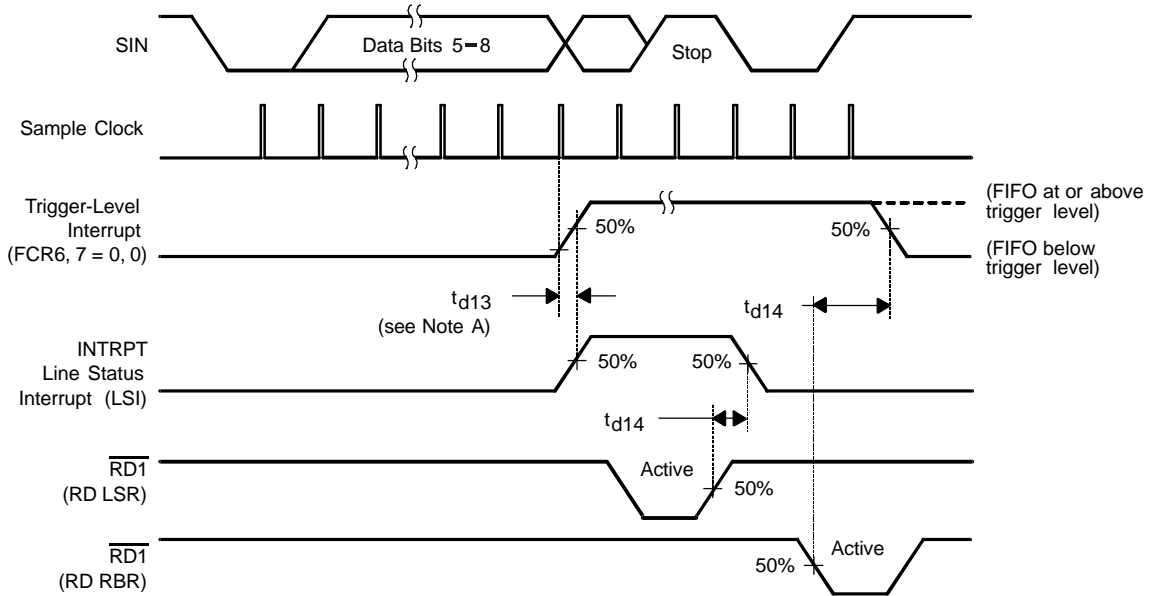 SIN
Data Bits 5–8
Stop
Sample Clock
Trigger-Level
Interrupt
(FCR6, 7 = 0, 0)
50%
50%
(FIFO at or above
trigger level)
(FIFO below
trigger level)
td13
(see Note A)
td14
INTRPT
Line Status
Interrupt (LSI)
50%
50%
td14
RD1
(RD LSR)
Active
50%
RD1
(RD RBR)
50%
Active